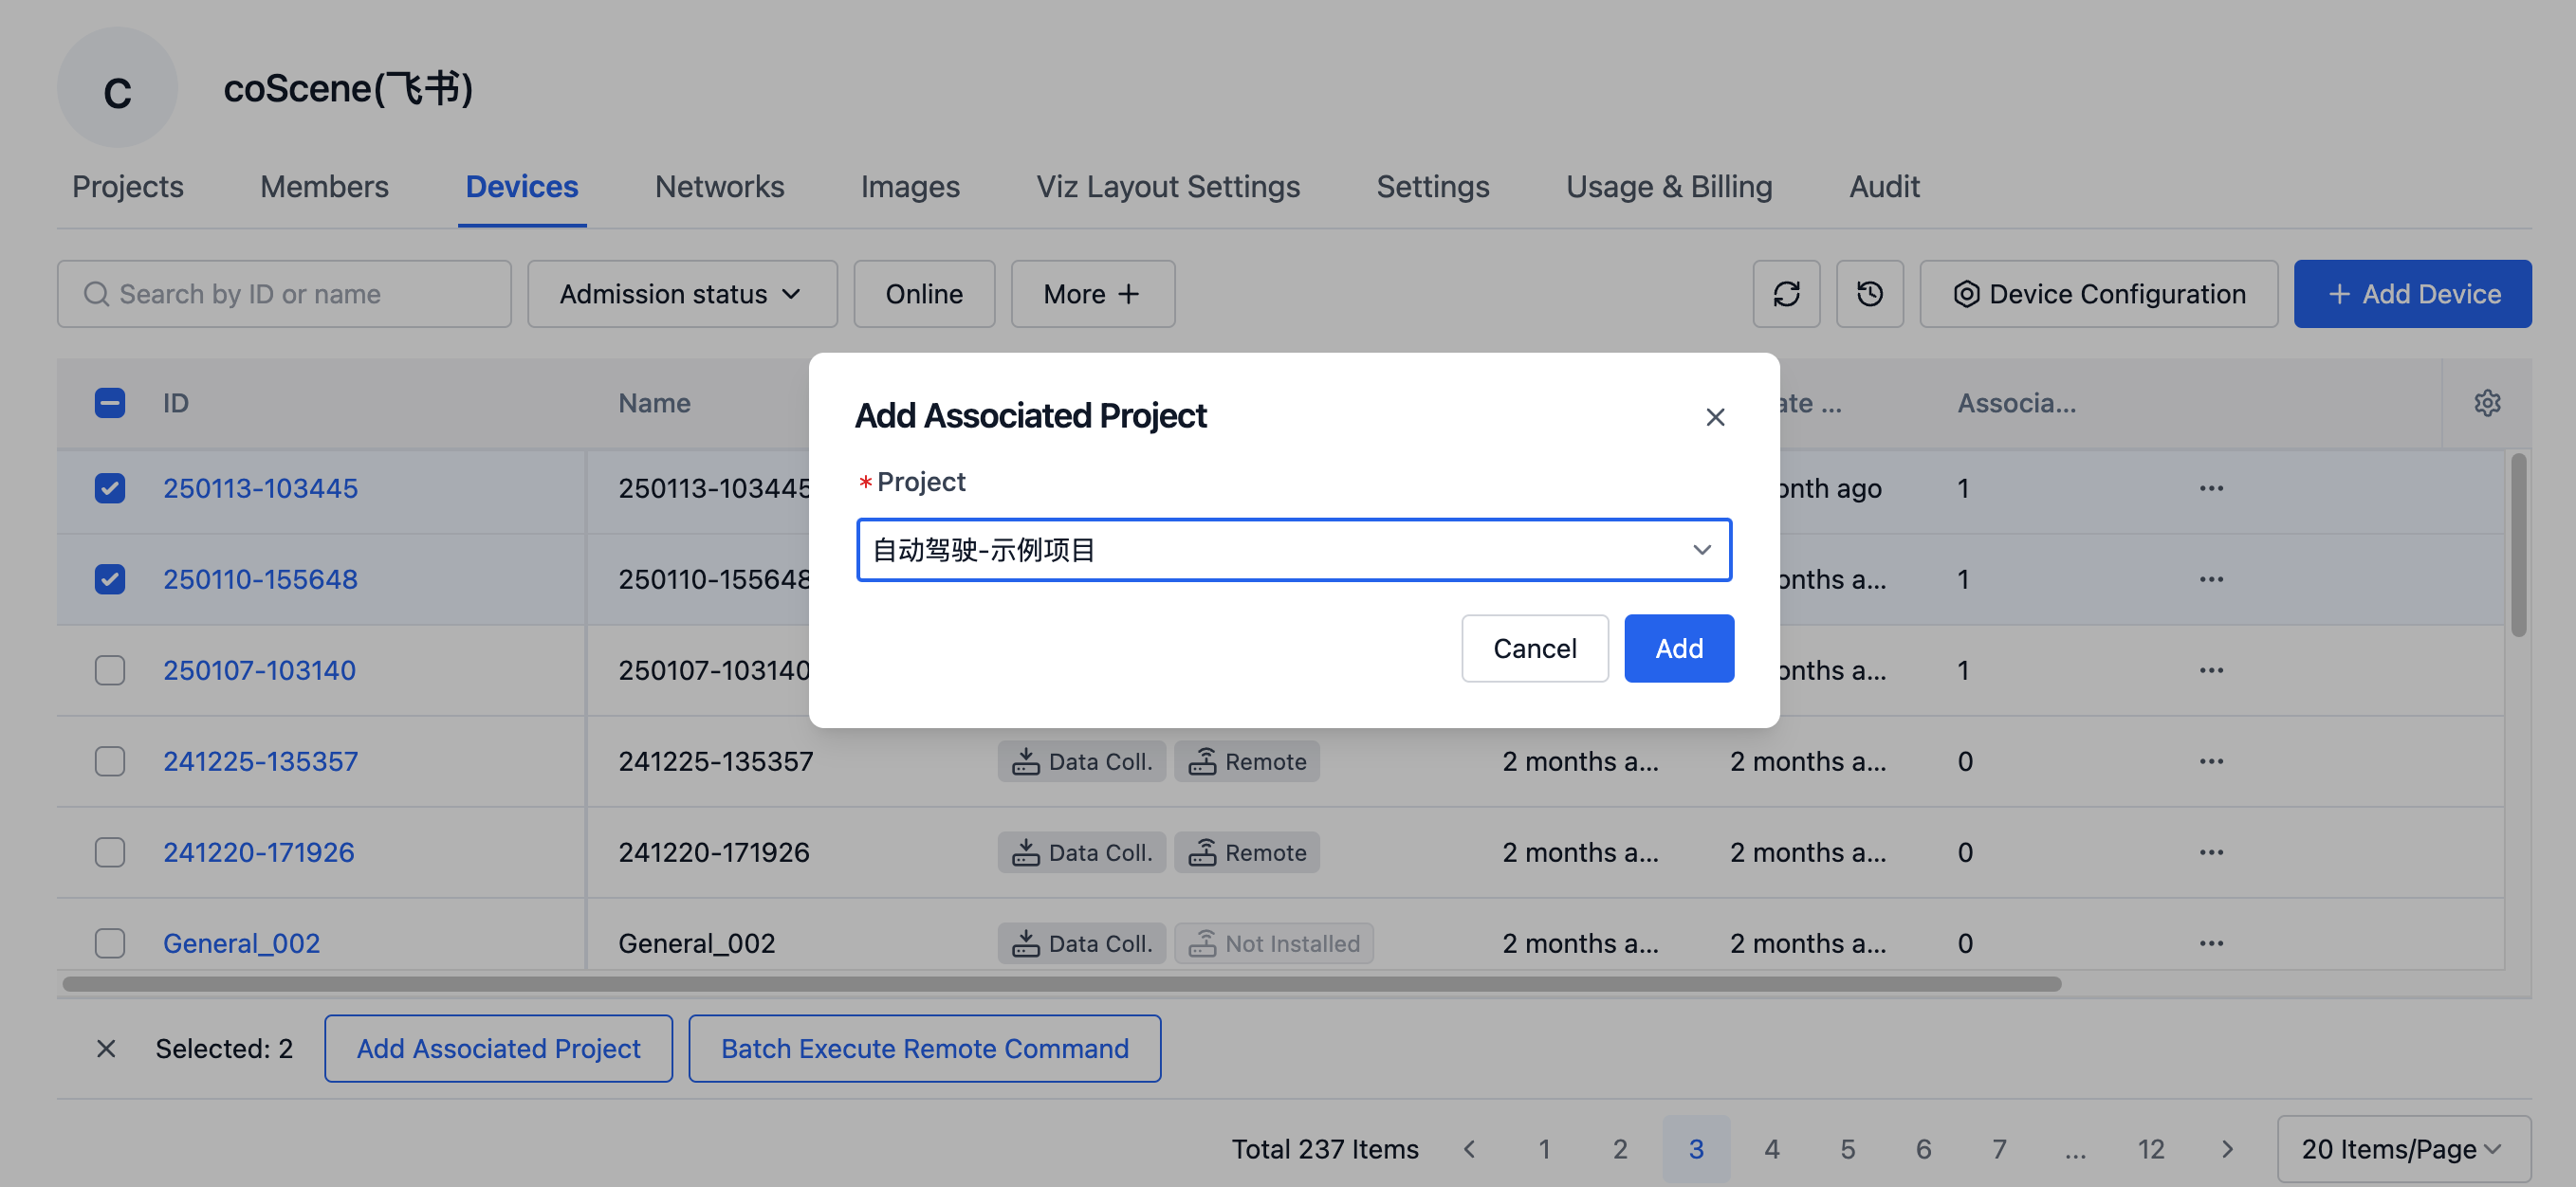 C
coScene(飞书)
Projects Members Devices Networks Images Viz Layout Settings Settings Usage & Billing Audit
Search by ID or name Admission status Online More + Device Configuration + Add Device
ID Name ate ... Associa...
Add Associated Project
* Project
自动驾驶-示例项目
Cancel Add
250113-103445 250113-103445 onth ago 1 ...
250110-155648 250110-155648 onths a... 1 ...
250107-103140 250107-103140 onths a... 1 ...
241225-135357 241225-135357 Data Coll. Remote 2 months a... 2 months a... 0 ...
241220-171926 241220-171926 Data Coll. Remote 2 months a... 2 months a... 0 ...
General_002 General_002 Data Coll. Not Installed 2 months a... 2 months a... 0 ...
Selected: 2 Add Associated Project Batch Execute Remote Command
Total 237 Items 1 2 3 4 5 6 7 ... 12 20 Items/Page